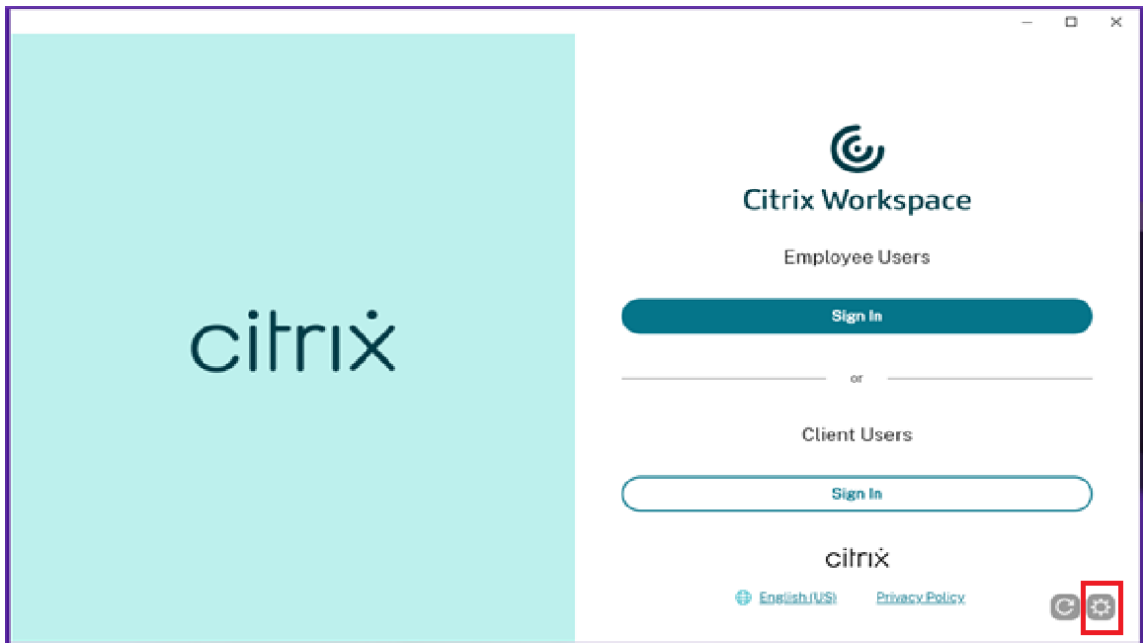 citrix
Citrix Workspace
Employee Users
Sign In
or
Client Users
Sign In
citrix
English (US) Privacy Policy